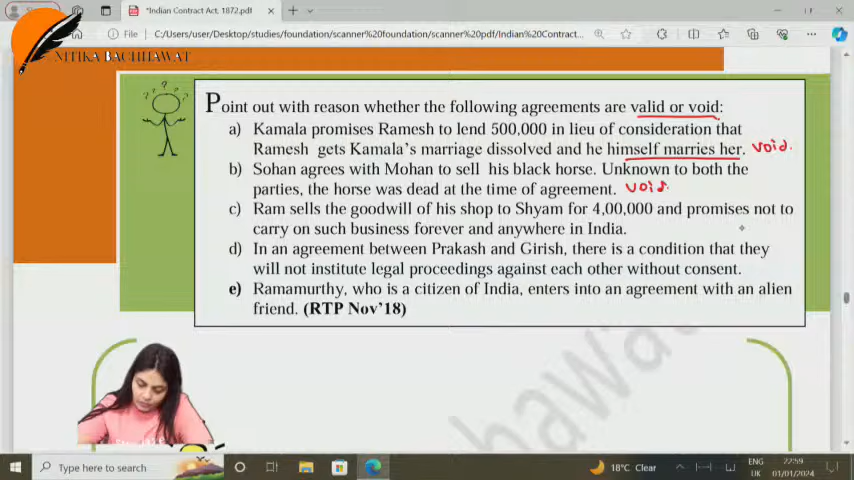 *Indian Contract Act, 1872.pdf
File
C:/Users/user/Desktop/studies/foundation/scanner%20foundation/scanner%20.pdf/Indian%20Contract...
NITIKA BACHHAWAT
Point out with reason whether the following agreements are valid or void:
a) Kamala promises Ramesh to lend 500,000 in lieu of consideration that
Ramesh gets Kamala's marriage dissolved and he himself marries her. void.
b) Sohan agrees with Mohan to sell his black horse. Unknown to both the
parties, the horse was dead at the time of agreement. void.
c) Ram sells the goodwill of his shop to Shyam for 4,00,000 and promises not to
carry on such business forever and anywhere in India.
d) In an agreement between Prakash and Girish, there is a condition that they
will not institute legal proceedings against each other without consent.
e) Ramamurthy, who is a citizen of India, enters into an agreement with an alien
friend. (RTP Nov'18)
Type here to search
18°C Clear
ENG
UK
22:59
01/01/2024